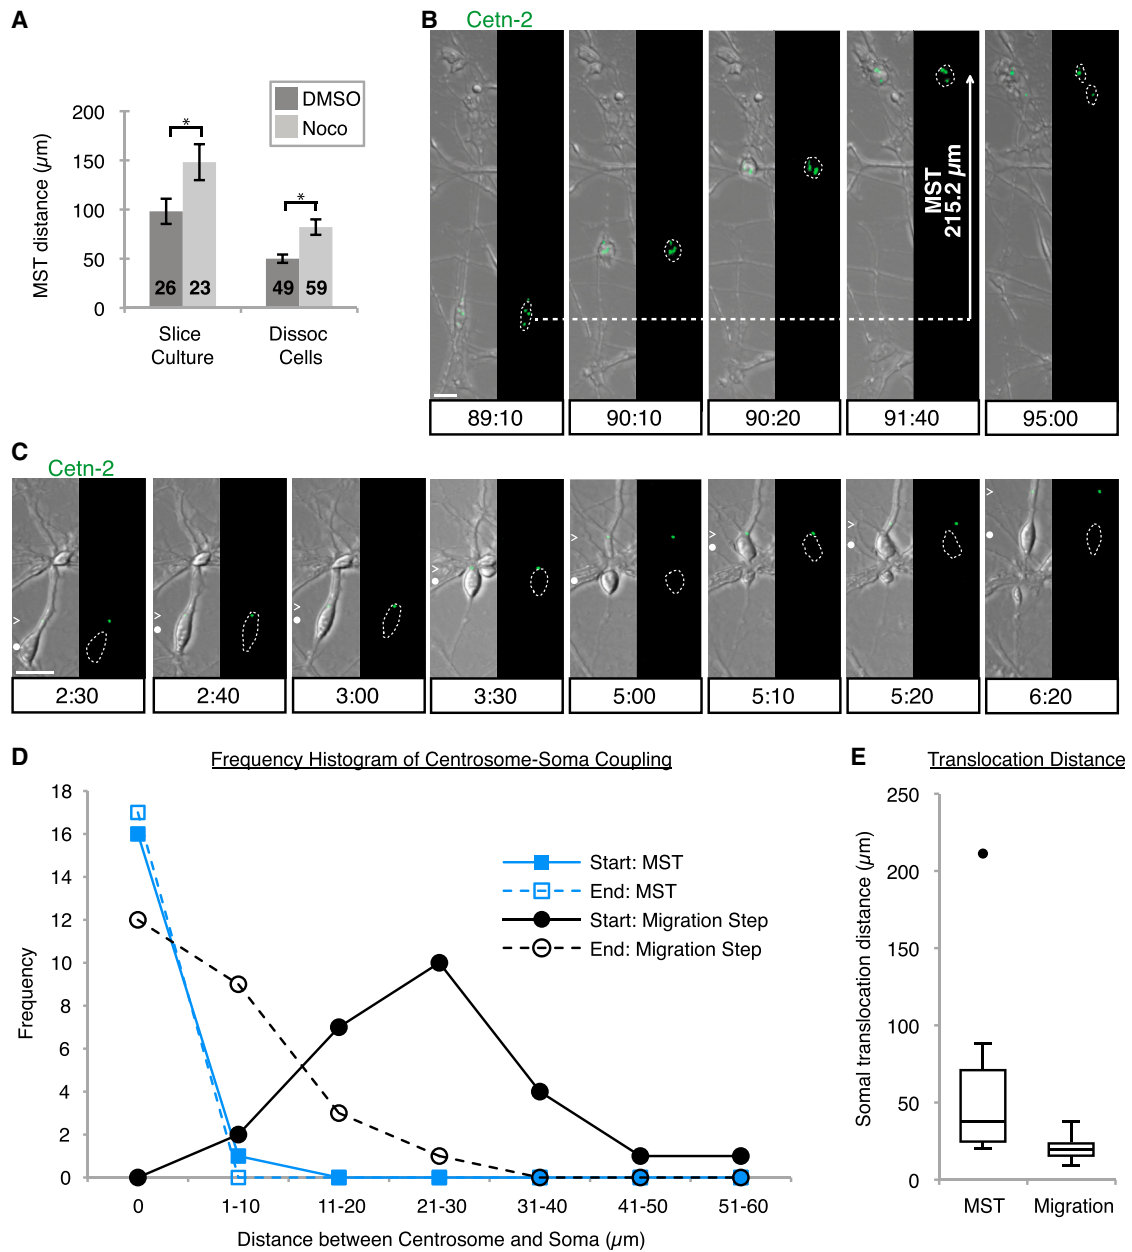 A
MST distance (µm)
200
150
100
50
0
DMSO
Noco
*
*
26
23
49
59
Slice
Culture
Dissoc
Cells
B
Cetn-2
MST
215.2 µm
89:10
90:10
90:20
91:40
95:00
C
Cetn-2
2:30
2:40
3:00
3:30
5:00
5:10
5:20
6:20
D
Frequency Histogram of Centrosome-Soma Coupling
Frequency
18
16
14
12
10
8
6
4
2
0
Start: MST
End: MST
Start: Migration Step
End: Migration Step
0
1-10
11-20
21-30
31-40
41-50
51-60
Distance between Centrosome and Soma (µm)
E
Translocation Distance
Somal translocation distance (µm)
250
200
150
100
50
0
MST
Migration